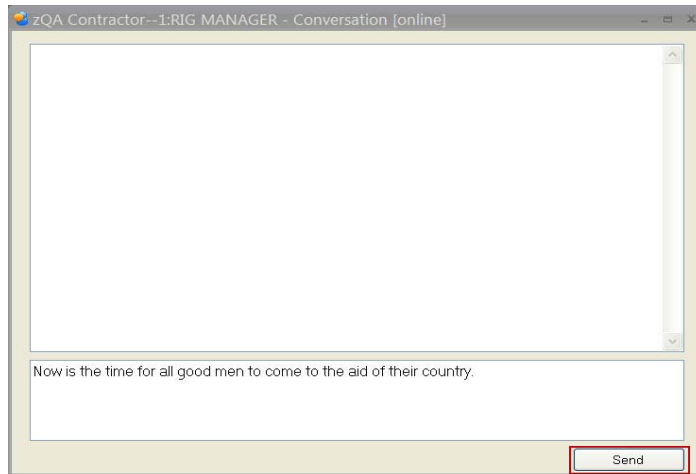 zQA Contractor--1:RIG MANAGER - Conversation [online]
Now is the time for all good men to come to the aid of their country.
Send